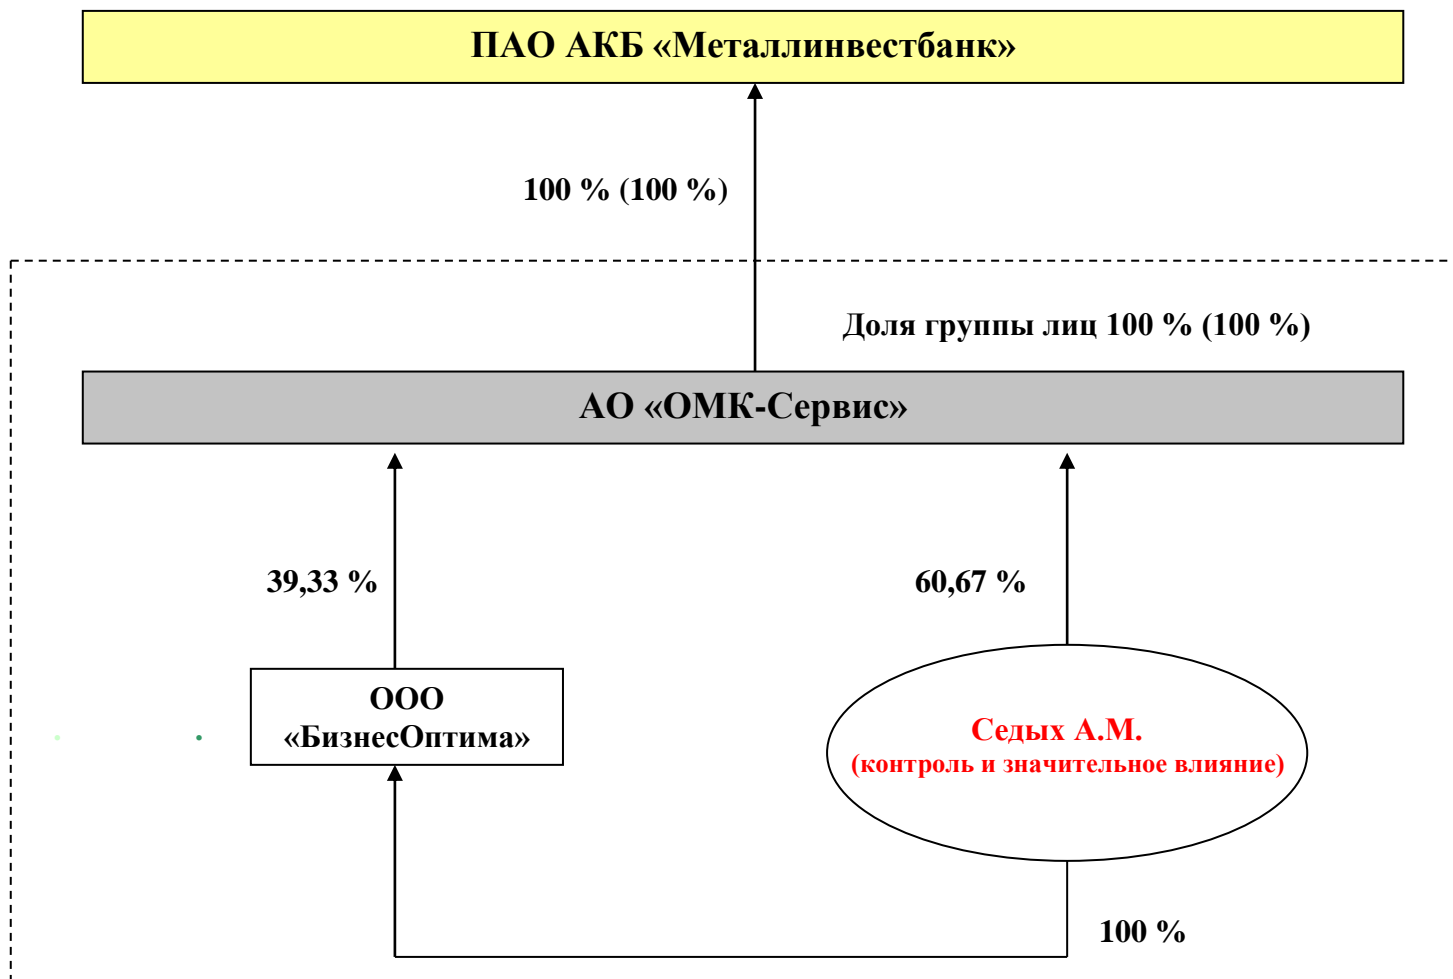 ПАО АКБ «Металлинвестбанк»
100 % (100 %)
Доля группы лиц 100 % (100 %)
АО «ОМК-Сервис»
39,33 %
60,67 %
ООО
«БизнесОптима»
Седых А.М.
(контроль и значительное влияние)
100 %